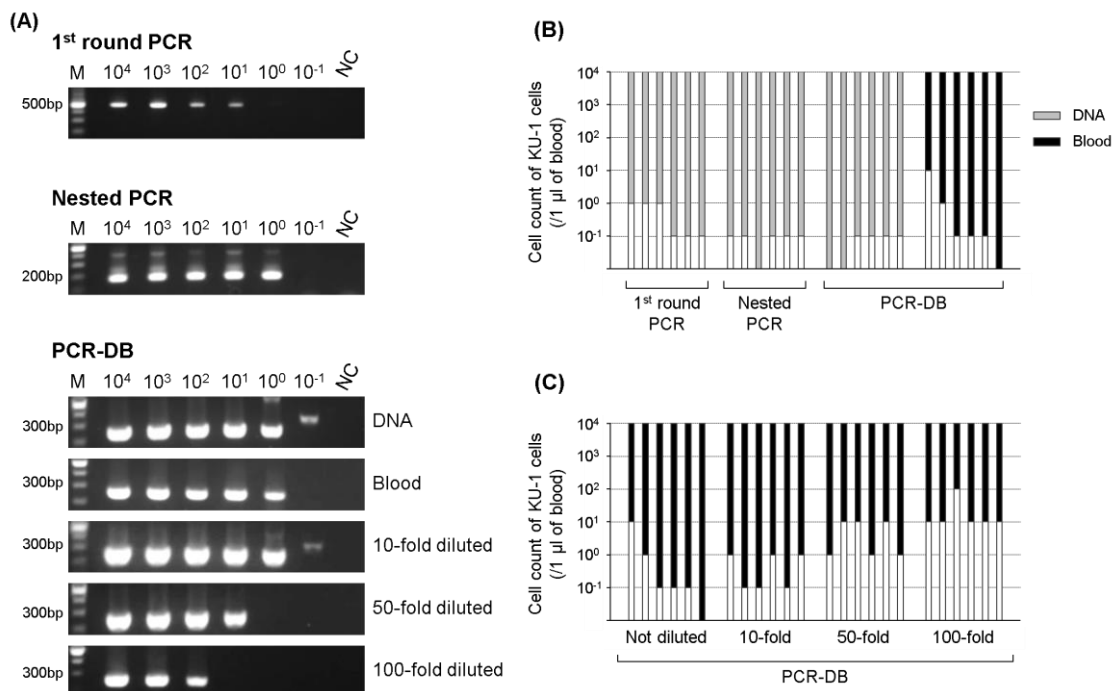 (A)
1st round PCR
M 10⁴ 10³ 10² 10¹ 10⁰ 10⁻¹ NC
500bp
Nested PCR
M 10⁴ 10³ 10² 10¹ 10⁰ 10⁻¹ NC
200bp
PCR-DB
M 10⁴ 10³ 10² 10¹ 10⁰ 10⁻¹ NC
300bp DNA
300bp Blood
300bp 10-fold diluted
300bp 50-fold diluted
300bp 100-fold diluted
(B)
Cell count of KU-1 cells
(/1 µl of blood)
10⁴
10³
10²
10¹
10⁰
10⁻¹
DNA
Blood
1st round
PCR
Nested
PCR
PCR-DB
(C)
Cell count of KU-1 cells
(/1 µl of blood)
10⁴
10³
10²
10¹
10⁰
10⁻¹
Not diluted 10-fold 50-fold 100-fold
PCR-DB